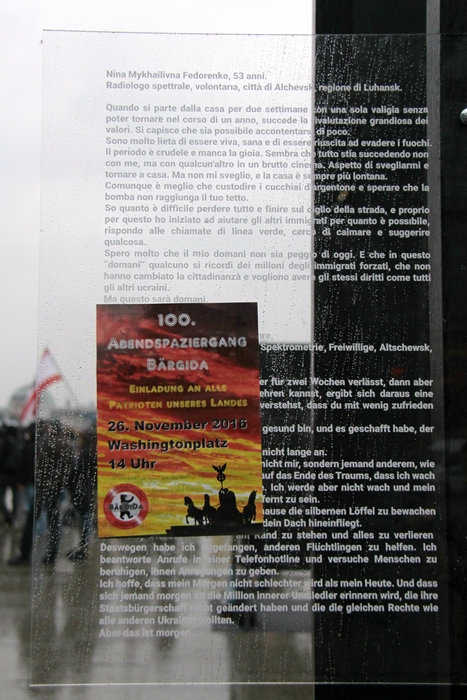 Nina Mykhailivna Fedorenko, 53 anni.
Radiologo spettrale, volontaria, città di Alchevsk, regione di Luhansk.
Quando si parte dalla casa per due settimane con una sola valigia senza
poter tornare nel corso di un anno, succede la rivalutazione grandiosa dei
valori. Si capisce che sia possibile accontentarsi di poco.
Sono molto lieta di essere viva, sana e di essere riuscita ad evadere i fuochi.
Il periodo è crudele e manca la gioia. Sembra che tutto stia succedendo non
con me, ma con qualcun'altro in un brutto cinema. Aspetto di svegliarmi e
tornare a casa. Ma non mi sveglio, e la casa è sempre più lontana.
Comunque è meglio che custodire i cucchiai d'argentone e sperare che la
bomba non raggiunga il tuo tetto.
So quanto è difficile perdere tutto e finire sul ciglio della strada, e proprio
per questo ho iniziato ad aiutare gli altri immigrati per quanto è possibile,
rispondo alle chiamate di linea verde, cerco di calmare e suggerire
qualcosa.
Spero molto che il mio domani non sia peggio di oggi. E che in questo
"domani" qualcuno si ricordi dei milioni degli immigrati forzati, che non
hanno cambiato la cittadinanza e vogliono avere gli stessi diritti come tutti
gli altri ucraini.
Ma questo sarà domani.
100.
Abendspaziergang
Bärgida
Einladung an alle
Patrioten unseres Landes
26. November 2016
Washingtonplatz
14 Uhr
BÄRGIDA
Spektrometrie, Freiwillige, Altschewsk,
er für zwei Wochen verlässt, dann aber
ehren kannst, ergibt sich daraus eine
verstehst, dass du mit wenig zufrieden
gesund bin, und es geschafft habe, der
nicht lange an.
nicht mir, sondern jemand anderem, wie
auf das Ende des Traums, dass ich wach
. Ich werde aber nicht wach und mein
fernt zu sein.
ause die silbernen Löffel zu bewachen
dein Dach hineinfliegt.
am Rand zu stehen und alles zu verlieren
Deswegen habe ich angefangen, anderen Flüchtlingen zu helfen. Ich
beantworte Anrufe in einer Telefonhotline und versuche Menschen zu
beruhigen, ihnen Anregungen zu geben.
Ich hoffe, dass mein Morgen nicht schlechter wird als mein Heute. Und dass
sich jemand morgen an die Million innerer Umsiedler erinnern wird, die ihre
Staatsbürgerschaft nicht geändert haben und die die gleichen Rechte wie
alle anderen Ukrainer wollten.
Aber das ist morgen.